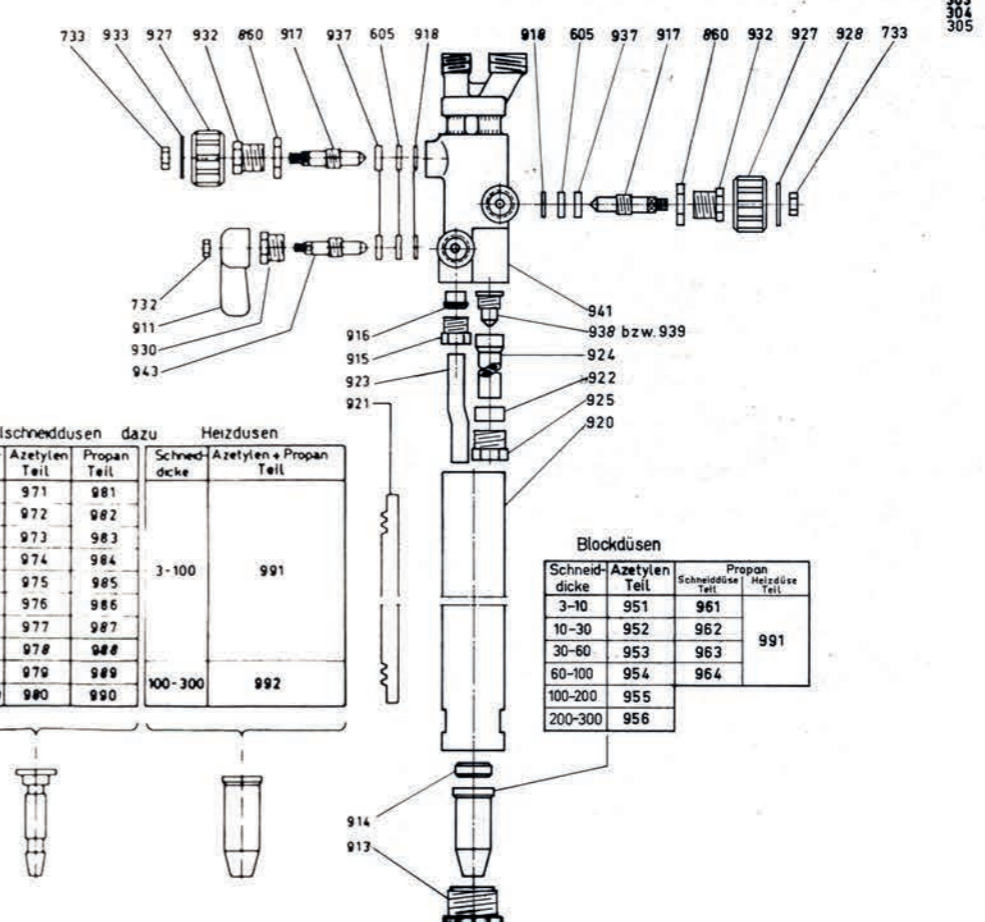 304
305
733 933 927 932 860 917 937 605 918
918 605 937 917 860 932 927 928 733
732
911
930
943
916
915
923
921
941
938 bzw. 939
924
922
925
920
lschneiddusen dazu Heizdusen
Azetylen Teil Propan Teil Schneid-dicke Azetylen + Propan Teil
971 981
972 982
973 983
974 984
3-100 991
975 985
976 986
977 987
978 988
979 989
100-300 992
980 990
Blockdüsen
Schneid-dicke Azetylen Teil Propan
Schneiddüse Teil Heizdüse Teil
3-10 951 961
10-30 952 962
991
30-60 953 963
60-100 954 964
100-200 955
200-300 956
914
913